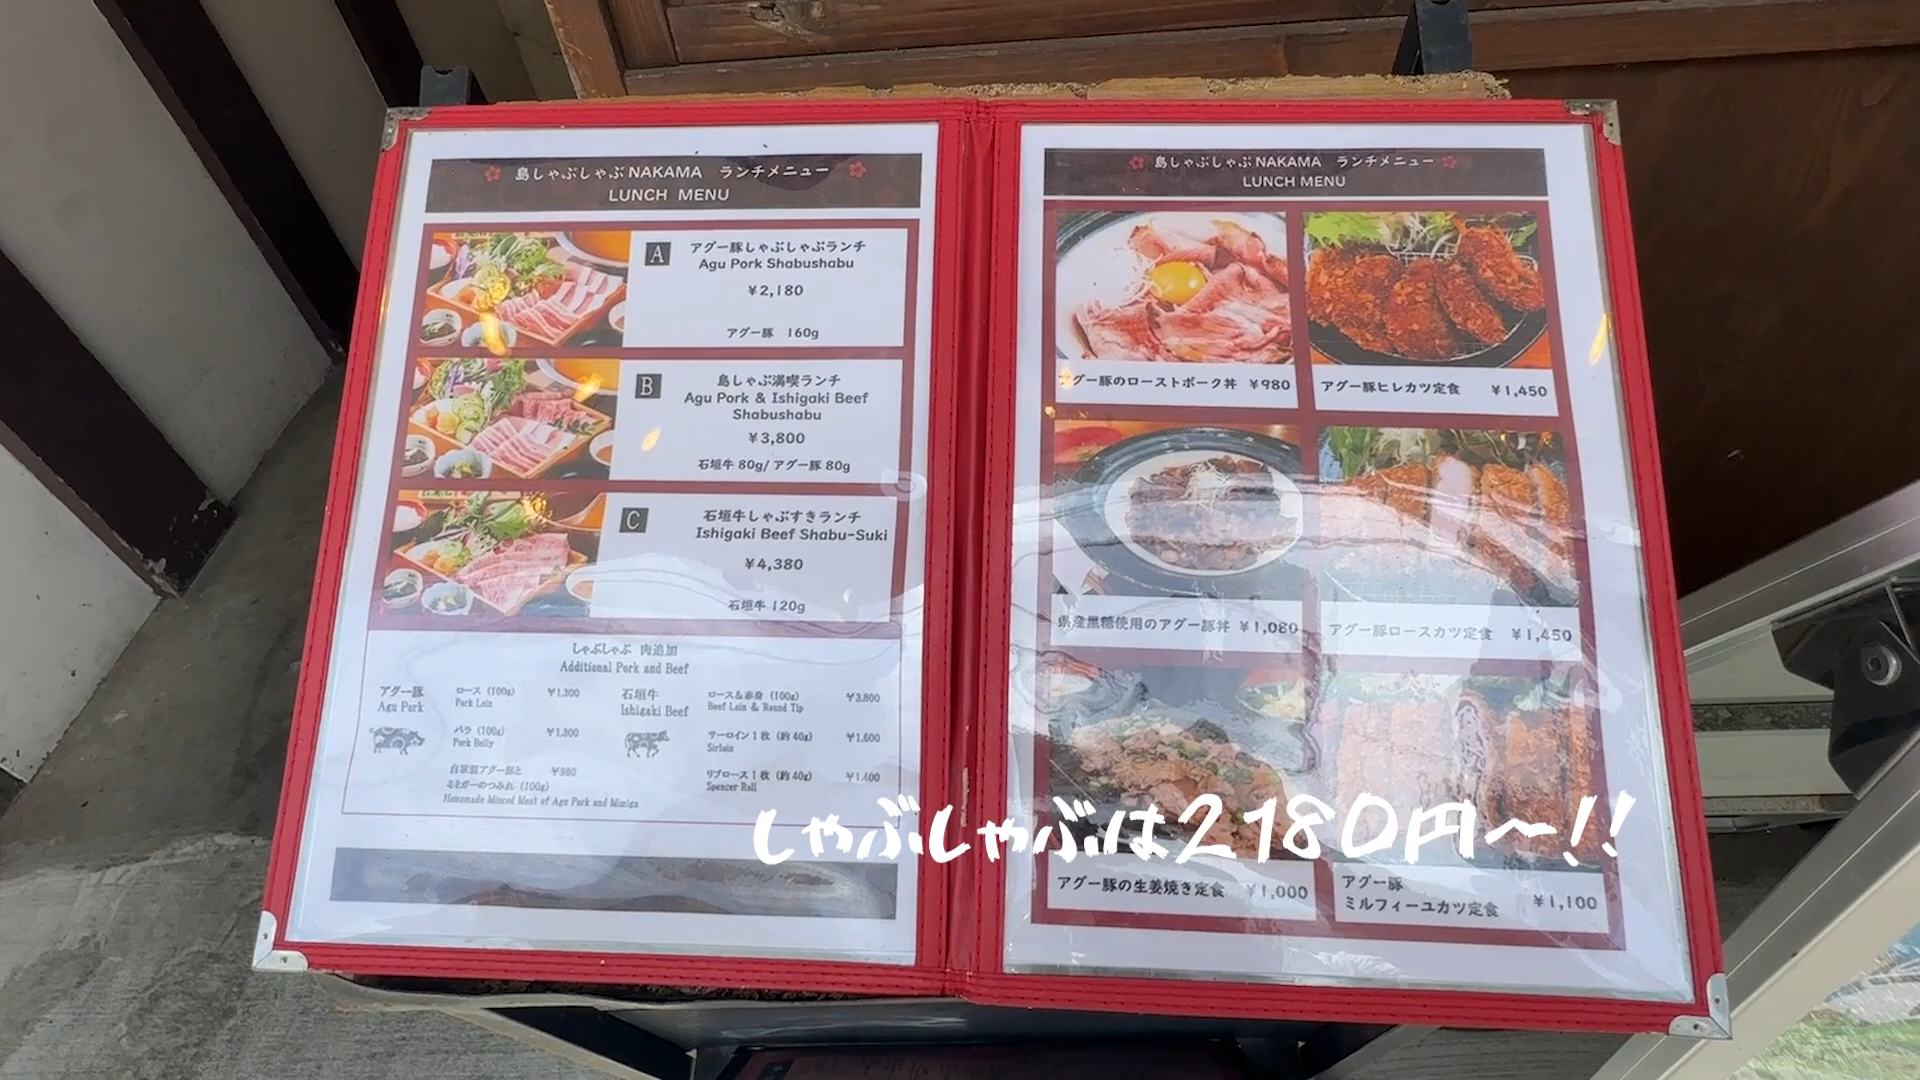 島しゃぶしゃぶNAKAMA ランチメニュー
LUNCH MENU
A
アグー豚しゃぶしゃぶランチ
Agu Pork Shabushabu
¥2,180
アグー豚 160g
B
島しゃぶ満喫ランチ
Agu Pork & Ishigaki Beef
Shabushabu
¥3,800
石垣牛 80g/ アグー豚 80g
C
石垣牛しゃぶすきランチ
Ishigaki Beef Shabu-Suki
¥4,380
石垣牛 120g
しゃぶしゃぶ 肉追加
Additional Pork and Beef
アグー豚
Agu Pork
ロース (100g) ¥1,300
Pork Loin
バラ (100g) ¥1,300
Pork Belly
自家製アグー豚と ¥980
ミミガーのつみれ (100g)
Homemade Minced Meat of Agu Pork and Mimiga
石垣牛
Ishigaki Beef
ロース&赤身 (100g) ¥3,800
Beef Loin & Round Tip
サーロイン1枚 (約40g) ¥1,600
Sirloin
リブロース1枚 (約40g) ¥1,400
Spencer Roll
島しゃぶしゃぶNAKAMA ランチメニュー
LUNCH MENU
アグー豚のローストポーク丼 ¥980
アグー豚ヒレカツ定食 ¥1,450
県産黒糖使用のアグー豚丼 ¥1,080
アグー豚ロースカツ定食 ¥1,450
アグー豚の生姜焼き定食 ¥1,000
アグー豚
ミルフィーユカツ定食 ¥1,100
しゃぶしゃぶは2180円〜!!